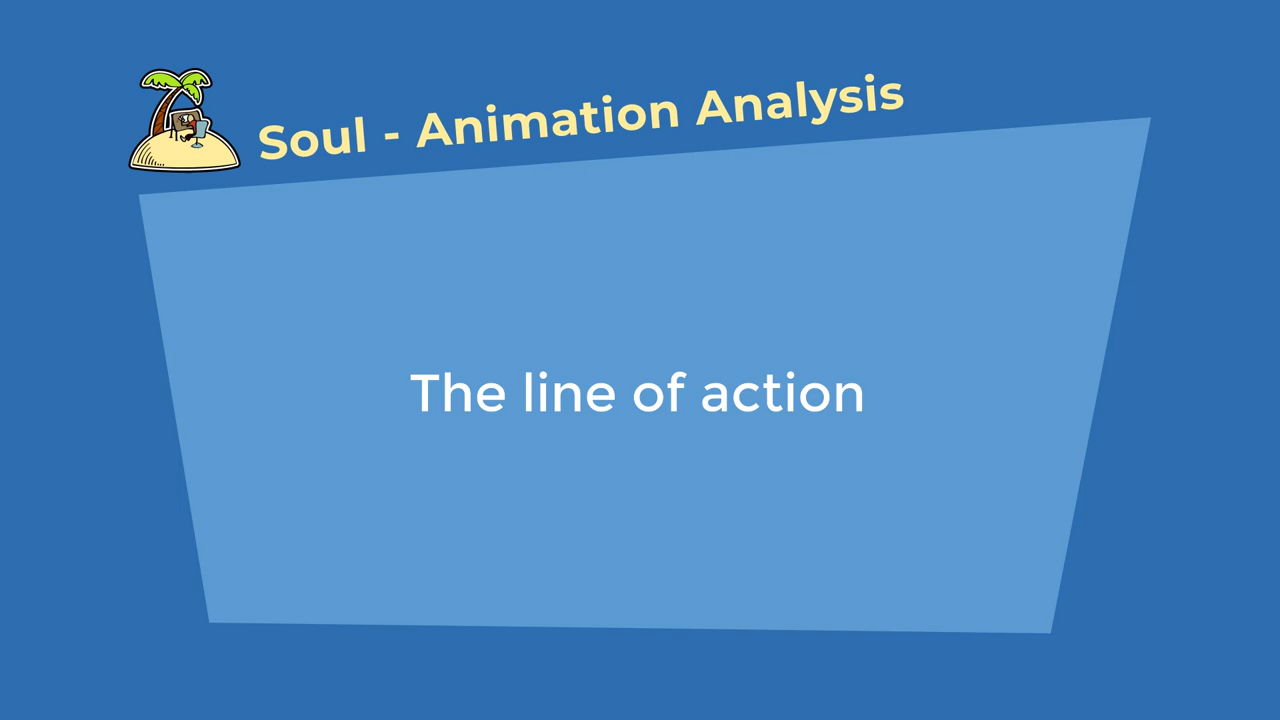 Soul - Animation Analysis
The line of action